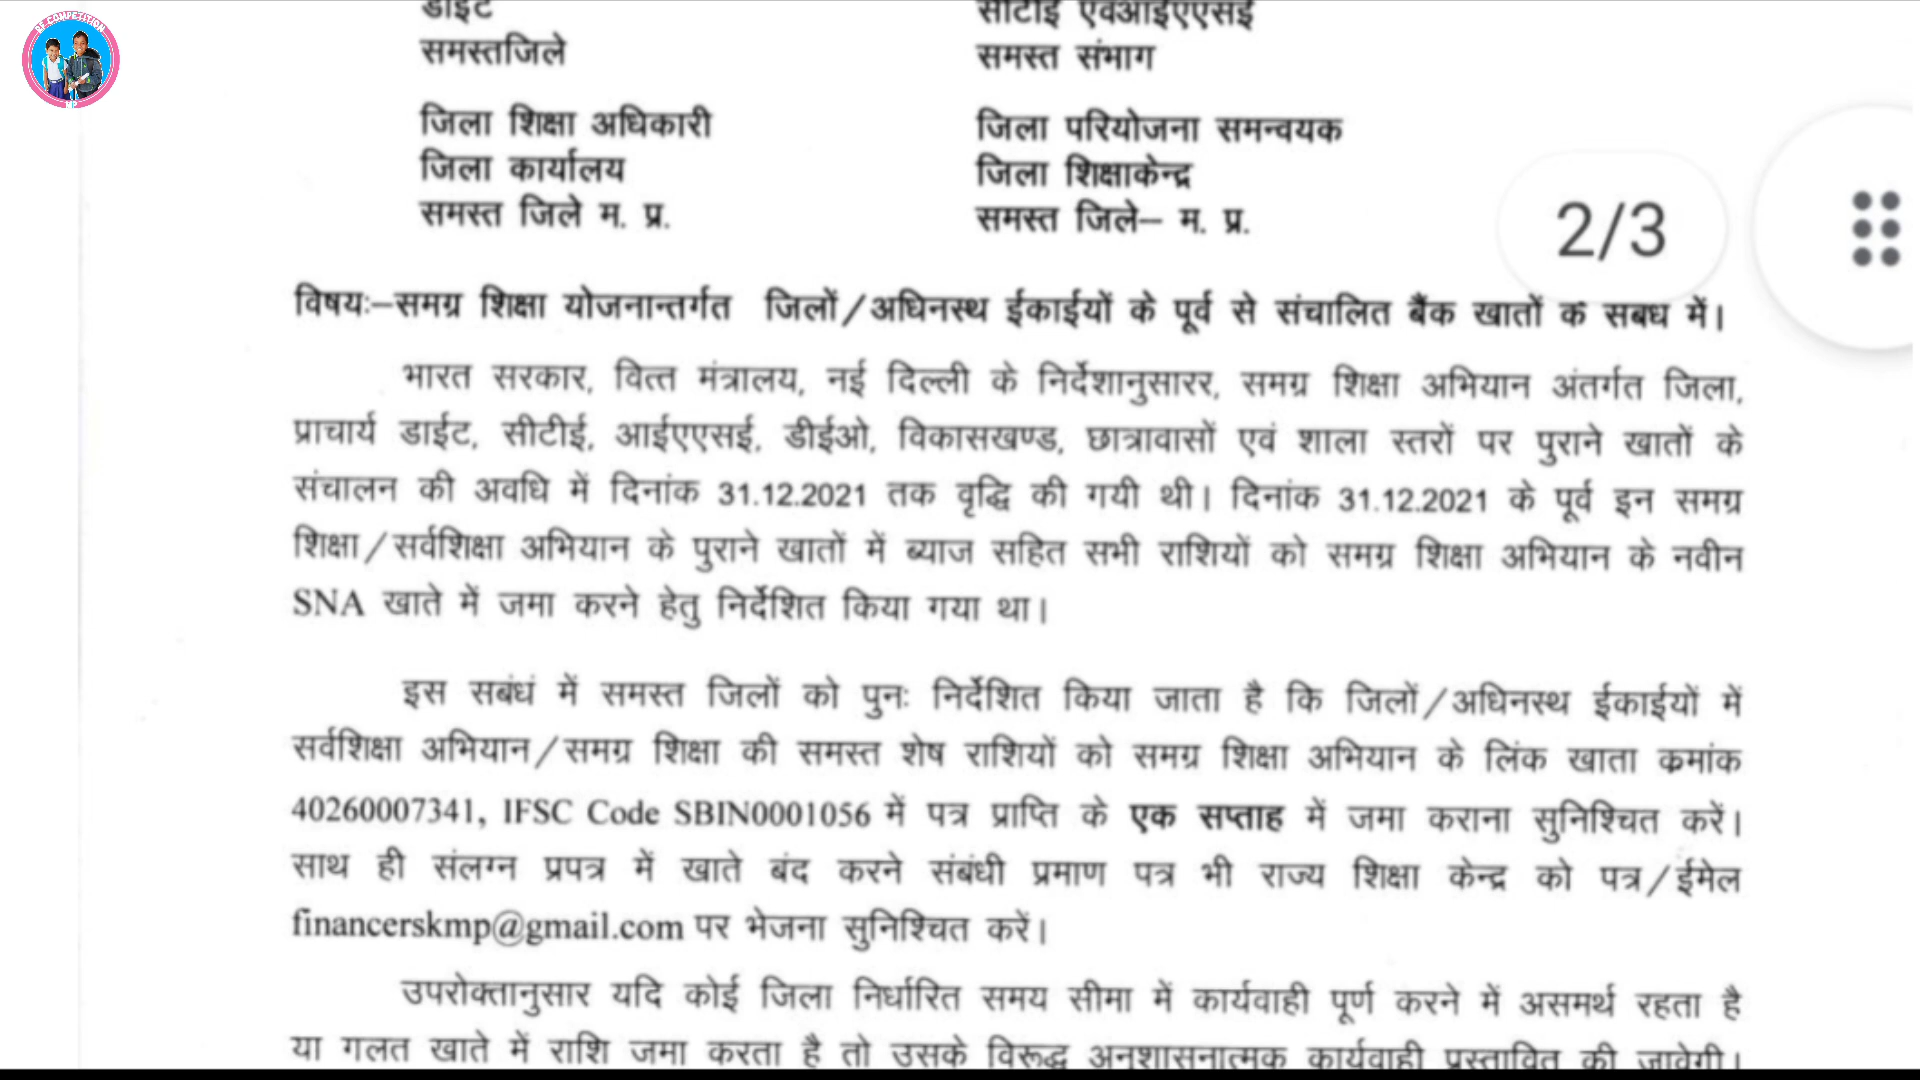 डाईट
सीटीई एवंआईएएसई
समस्तजिले
समस्त संभाग
जिला शिक्षा अधिकारी
जिला कार्यालय
समस्त जिले म. प्र.
जिला परियोजना समन्वयक
जिला शिक्षाकेन्द्र
समस्त जिले– म. प्र.
2/3
विषयः–समग्र शिक्षा योजनान्तर्गत जिलों/अधिनस्थ ईकाईयों के पूर्व से संचालित बैंक खातों क सबध में।
भारत सरकार, वित्त मंत्रालय, नई दिल्ली के निर्देशानुसारर, समग्र शिक्षा अभियान अंतर्गत जिला,
प्राचार्य डाईट, सीटीई, आईएएसई, डीईओ, विकासखण्ड, छात्रावासों एवं शाला स्तरों पर पुराने खातों के
संचालन की अवधि में दिनांक 31.12.2021 तक वृद्धि की गयी थी। दिनांक 31.12.2021 के पूर्व इन समग्र
शिक्षा/सर्वशिक्षा अभियान के पुराने खातों में ब्याज सहित सभी राशियों को समग्र शिक्षा अभियान के नवीन
SNA खाते में जमा करने हेतु निर्देशित किया गया था।
इस सबंधं में समस्त जिलों को पुनः निर्देशित किया जाता है कि जिलों/अधिनस्थ ईकाईयों में
सर्वशिक्षा अभियान/समग्र शिक्षा की समस्त शेष राशियों को समग्र शिक्षा अभियान के लिंक खाता क्रमांक
40260007341, IFSC Code SBIN0001056 में पत्र प्राप्ति के एक सप्ताह में जमा कराना सुनिश्चित करें।
साथ ही संलग्न प्रपत्र में खाते बंद करने संबंधी प्रमाण पत्र भी राज्य शिक्षा केन्द्र को पत्र/ईमेल
financerskmp@gmail.com पर भेजना सुनिश्चित करें।
उपरोक्तानुसार यदि कोई जिला निर्धारित समय सीमा में कार्यवाही पूर्ण करने में असमर्थ रहता है
या गलत खाते में राशि जमा करता है तो उसके विरूद्ध अनुशासनात्मक कार्यवाही प्रस्तावित की जावेगी।